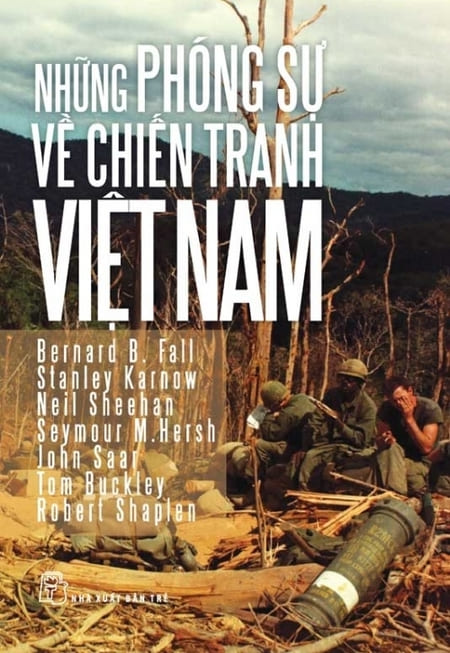 NHỮNG PHÓNG SỰ
VỀ CHIẾN TRANH
VIỆT NAM
Bernard B. Fall
Stanley Karnow
Neil Sheehan
Seymour M.Hersh
John Saar
Tom Buckley
Robert Shaplen
NHÀ XUẤT BẢN TRẺ